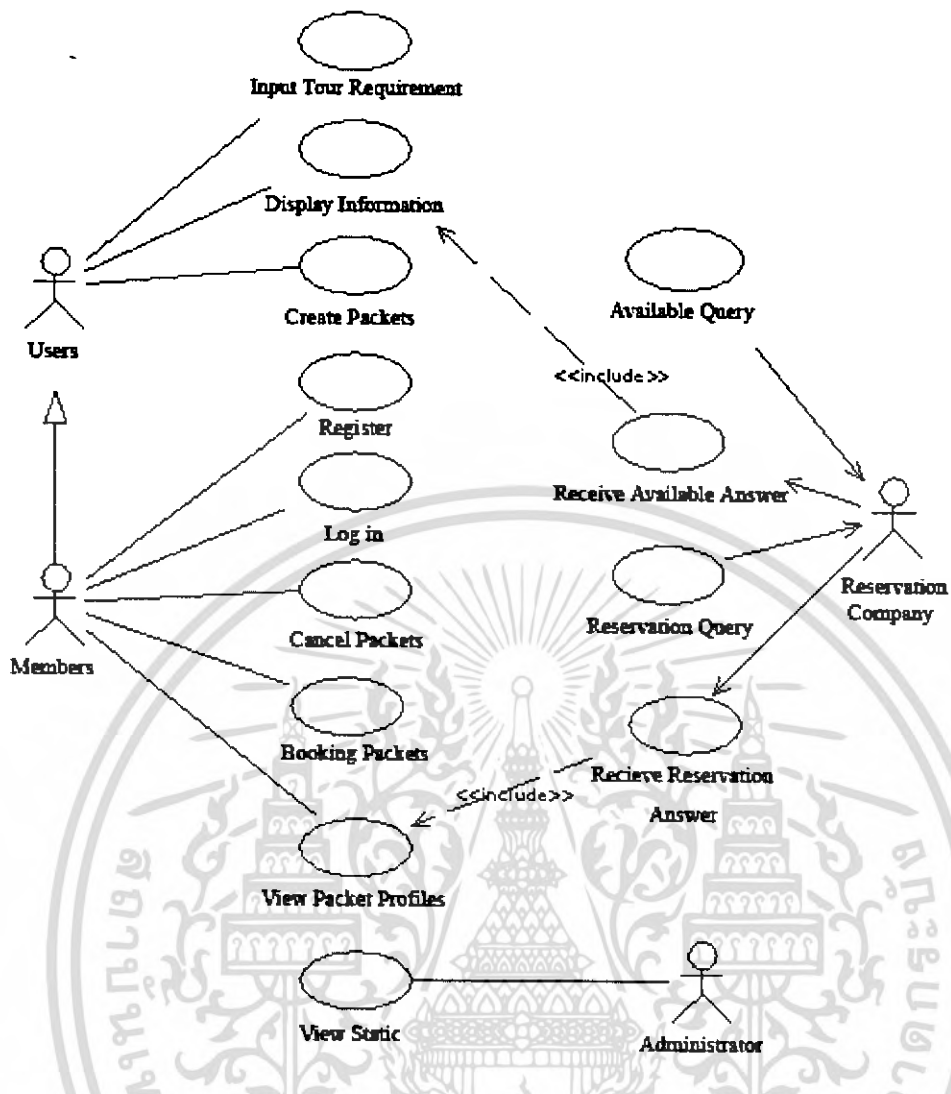 Input Tour Requirement
Display Information
Create Packets
Available Query
Users
<<include>>
Register
Receive Available Answer
Log in
Reservation
Company
Cancel Packets
Reservation Query
Members
Booking Packets
Recieve Reservation
Answer
<<include>>
View Packet Profiles
View Static
Administrator